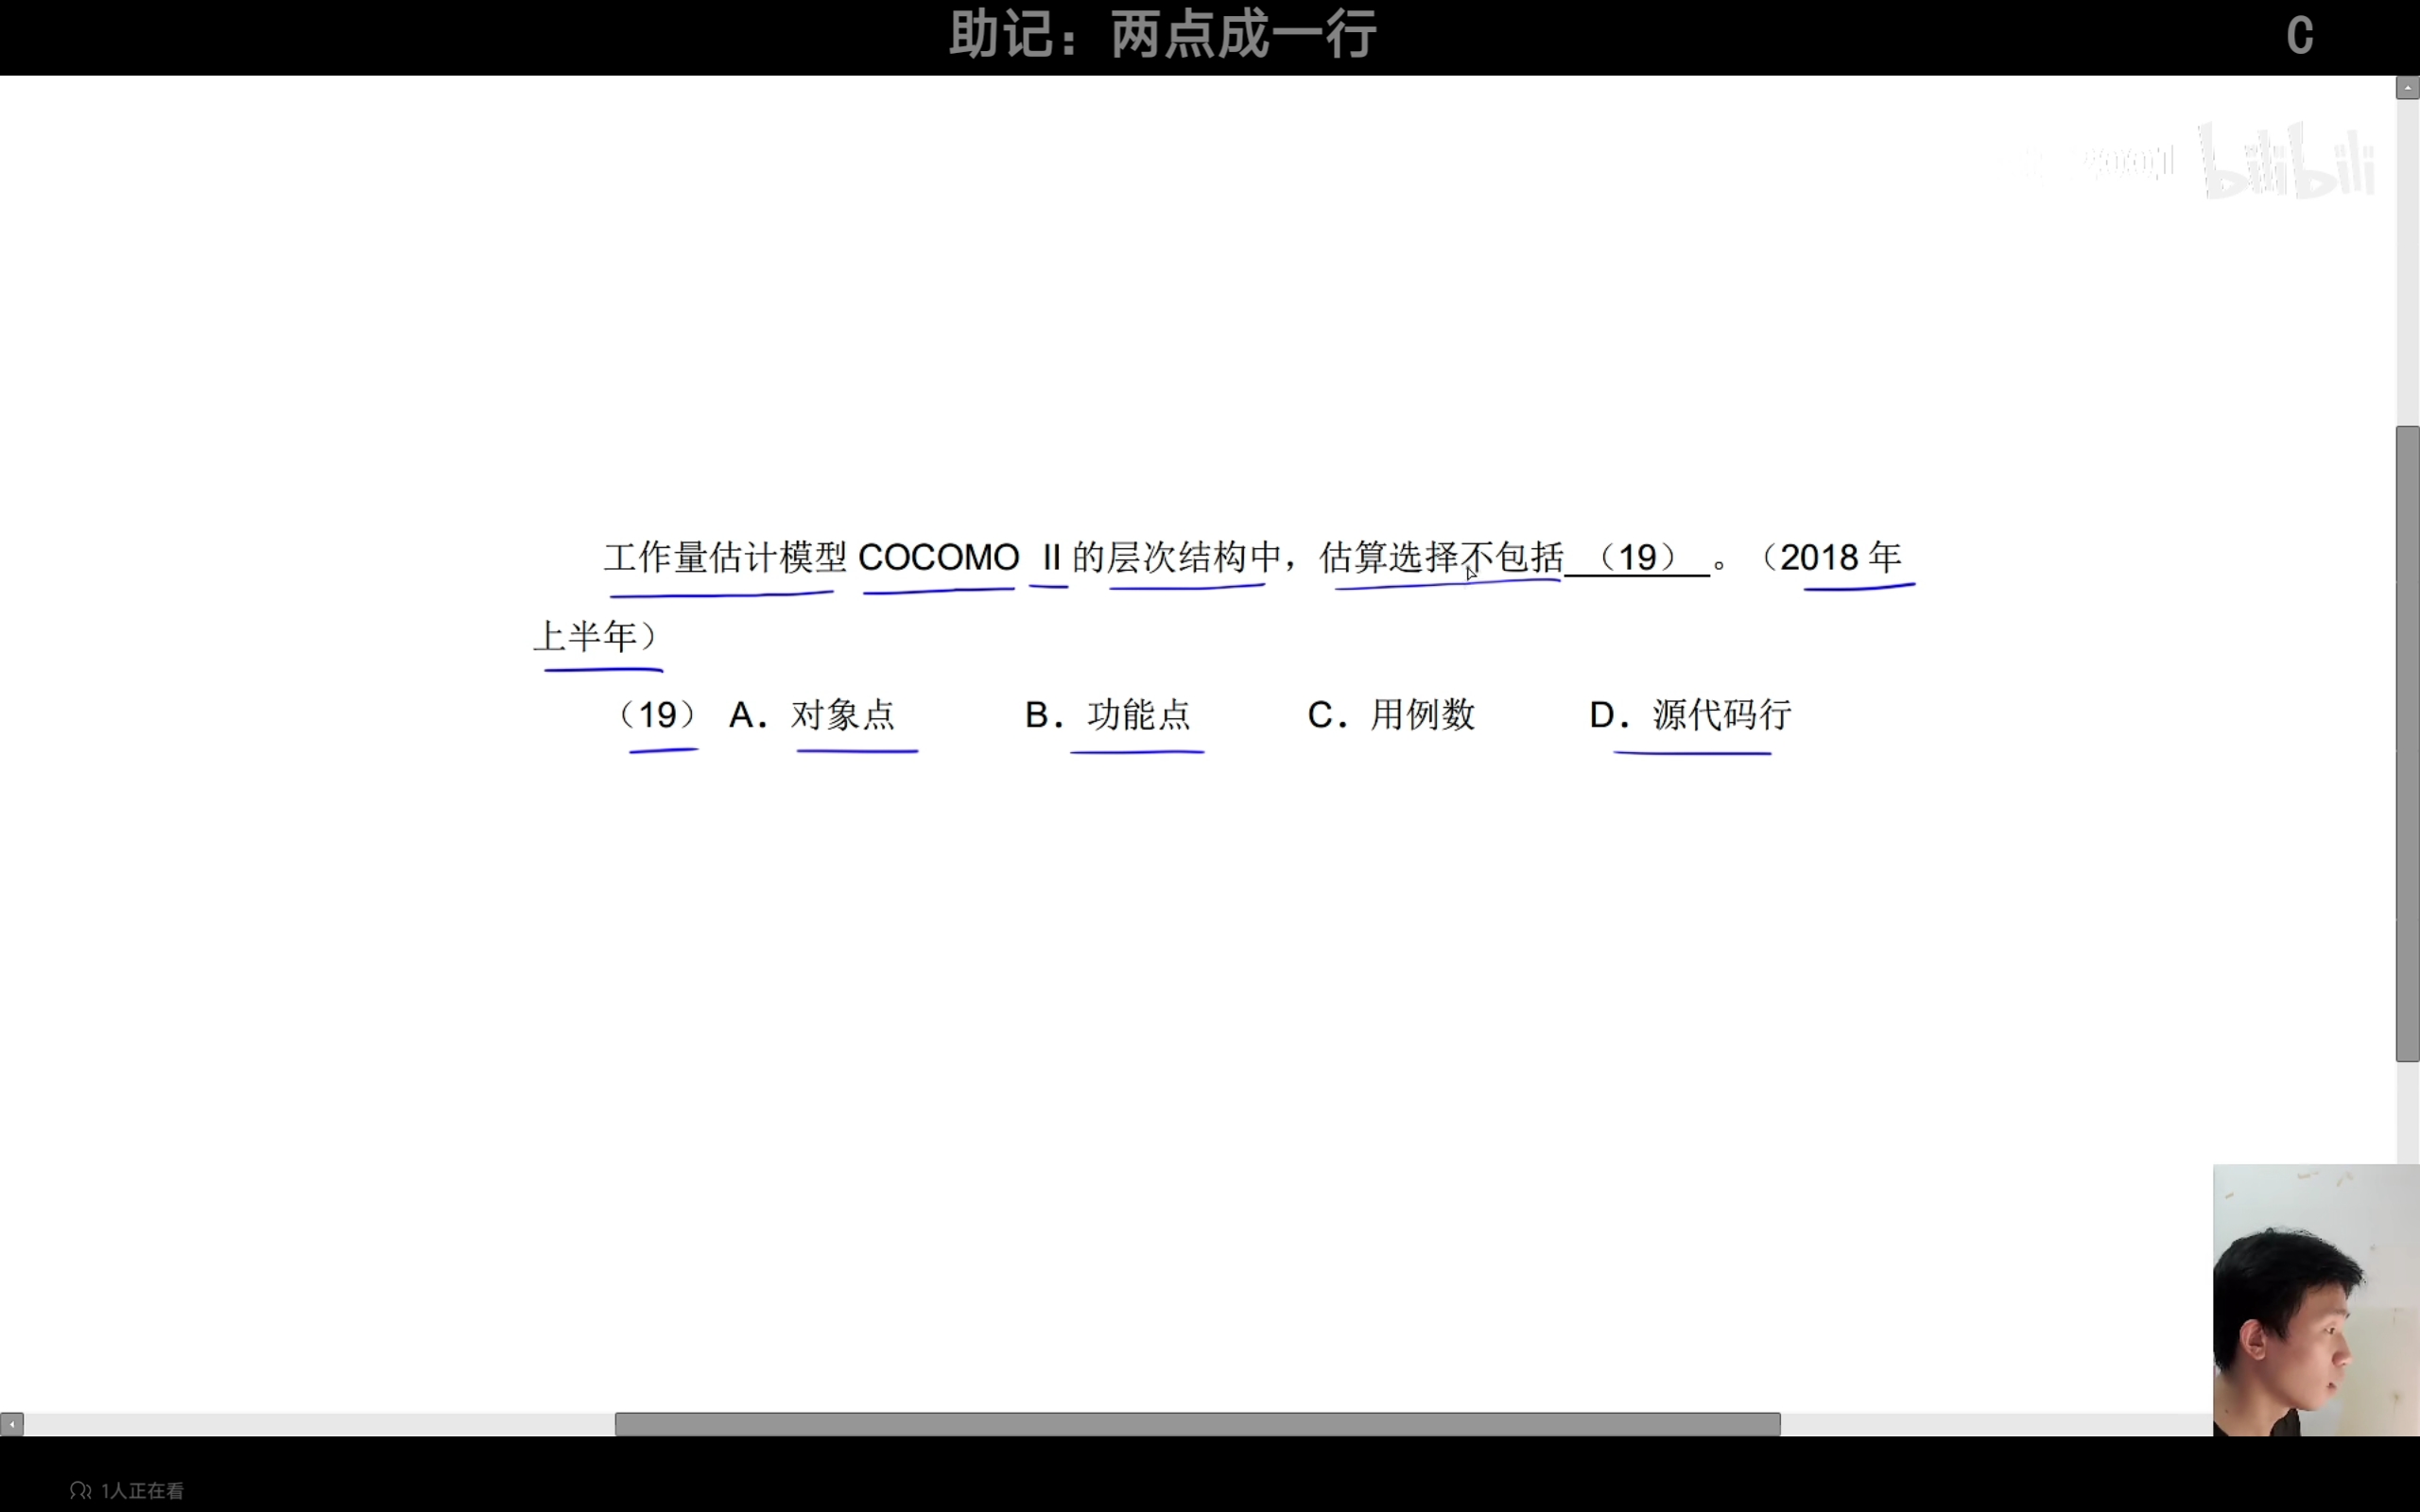 助记：两点成一行
C
bilibili
工作量估计模型 COCOMO II 的层次结构中，估算选择不包括 （19） 。（2018 年
上半年）
（19） A．对象点 B．功能点 C．用例数 D．源代码行
1人正在看